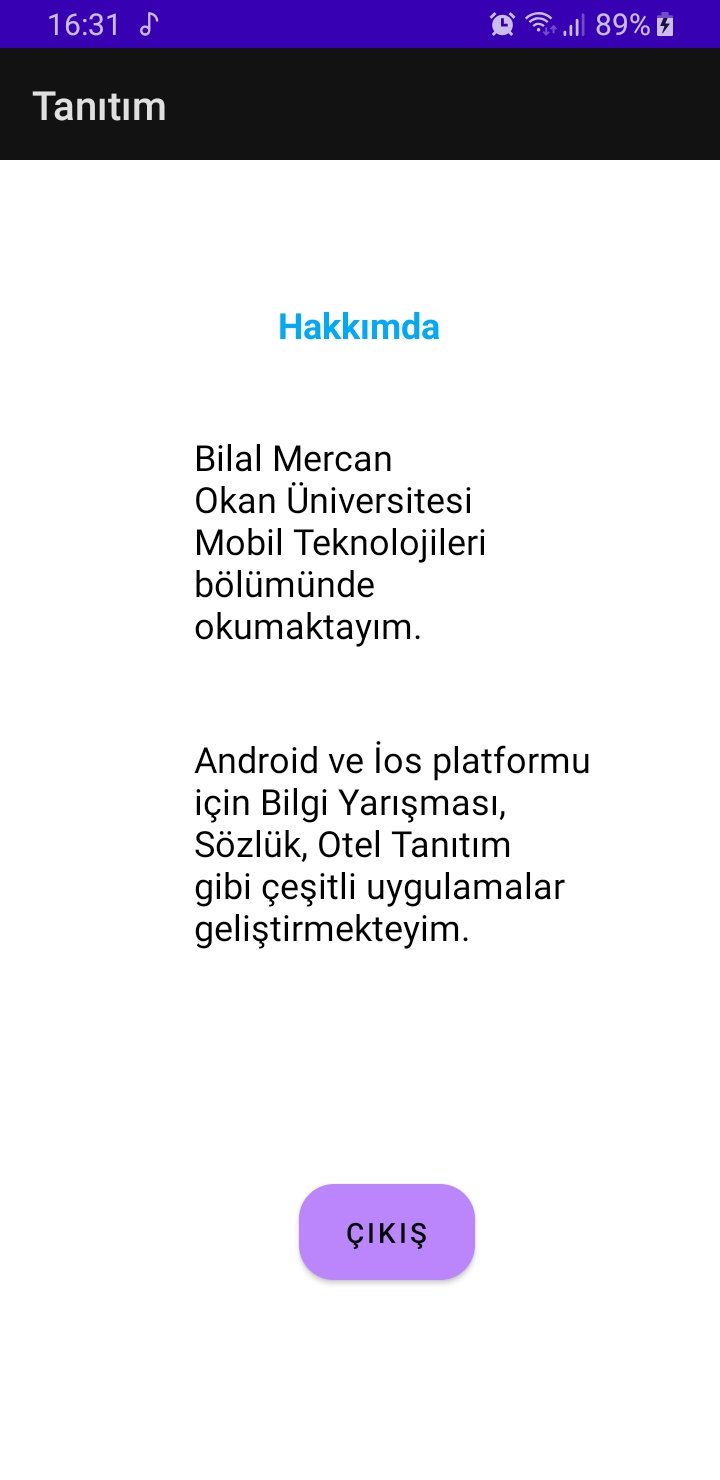 16:31 89%
Tanıtım
Hakkımda
Bilal Mercan
Okan Üniversitesi
Mobil Teknolojileri
bölümünde
okumaktayım.
Android ve İos platformu
için Bilgi Yarışması,
Sözlük, Otel Tanıtım
gibi çeşitli uygulamalar
geliştirmekteyim.
ÇIKIŞ